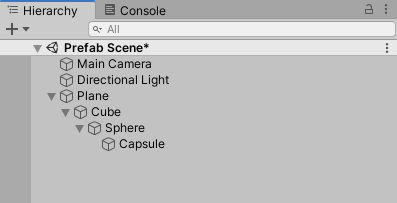 Hierarchy Console
All
Prefab Scene*
Main Camera
Directional Light
Plane
Cube
Sphere
Capsule